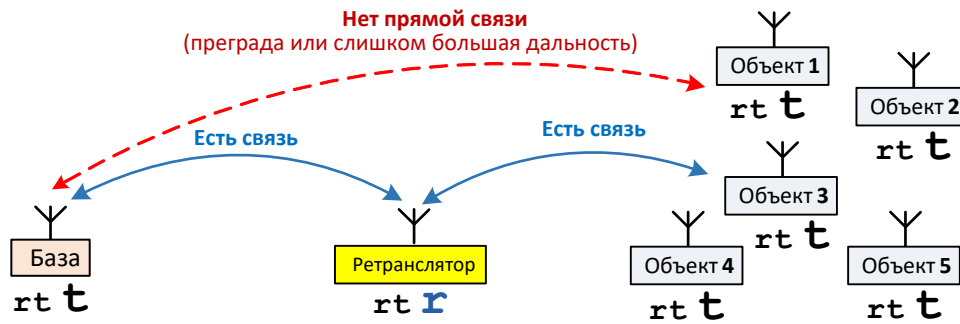 Нет прямой связи
(преграда или слишком большая дальность)
Объект 1
rt t
Объект 2
rt t
Есть связь
Есть связь
Объект 3
rt t
База
rt t
Ретранслятор
rt r
Объект 4
rt t
Объект 5
rt t